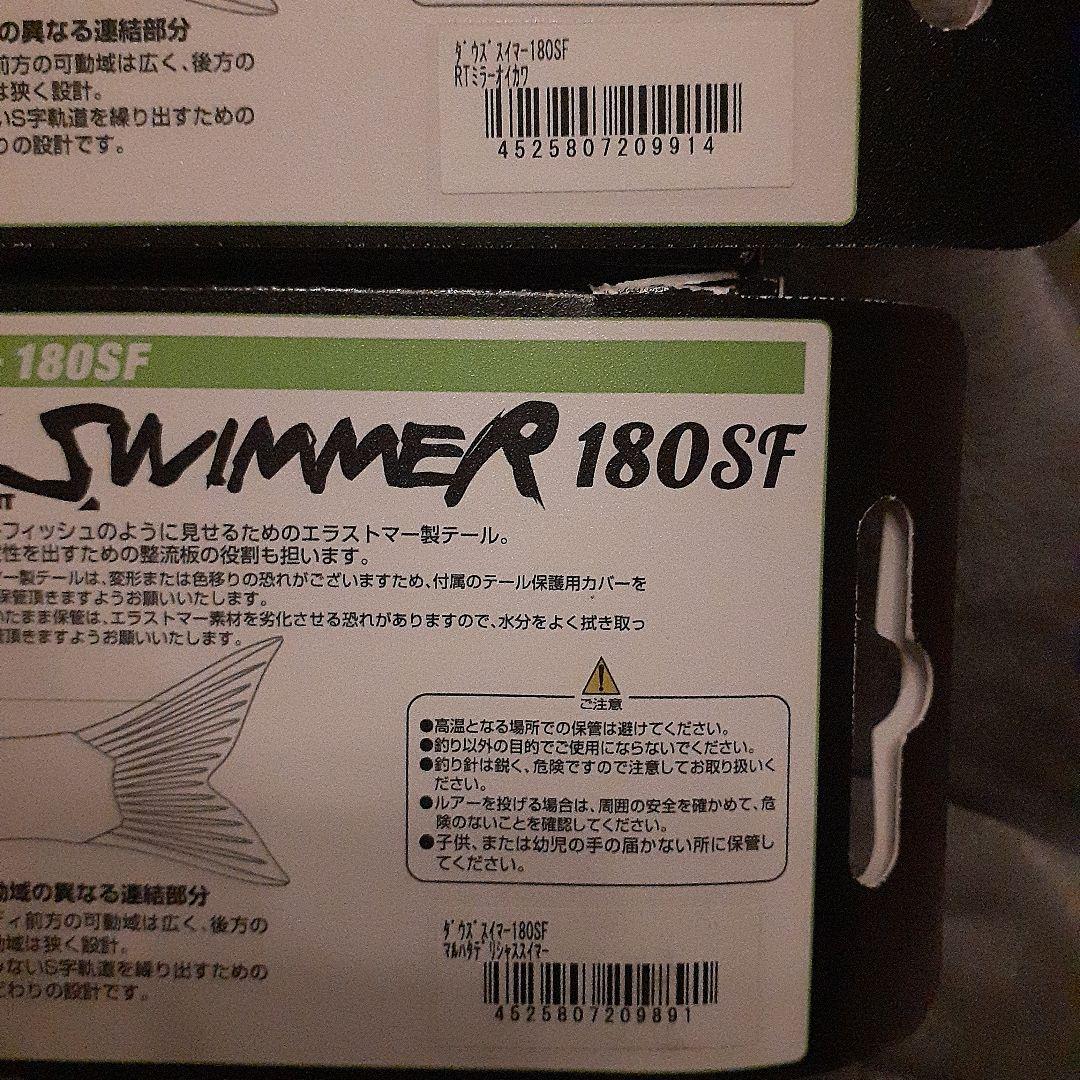 の異なる連結部分
前方の可動域は広く、後方の
は狭く設計。
いS字軌道を繰り出すための
りの設計です。
ﾀﾞｳｽﾞｽｲﾏｰ180SF
RTﾐﾗｰｵｲｶﾜ
4525807209914
180SF
SWIMMER 180SF
フィッシュのように見せるためのエラストマー製テール。
性を出すための整流板の役割も担います。
ー製テールは、変形または色移りの恐れがございますため、付属のテール保護用カバーを
保管頂きますようお願いいたします。
いたまま保管は、エラストマー素材を劣化させる恐れがありますので、水分をよく拭き取っ
頂きますようお願いいたします。
ご注意
●高温となる場所での保管は避けてください。
●釣り以外の目的でご使用にならないでください。
●釣り針は鋭く、危険ですので注意してお取り扱いく
ださい。
●ルアーを投げる場合は、周囲の安全を確かめて、危
険のないことを確認してください。
●子供、または幼児の手の届かない所に保管し
てください。
動域の異なる連結部分
ディ前方の可動域は広く、後方の
動域は狭く設計。
ないS字軌道を繰り出すための
だわりの設計です。
ﾀﾞｳｽﾞｽｲﾏｰ180SF
ﾏﾙﾊﾀﾃﾞﾘｼｬｽｽｲﾏｰ
4525807209891